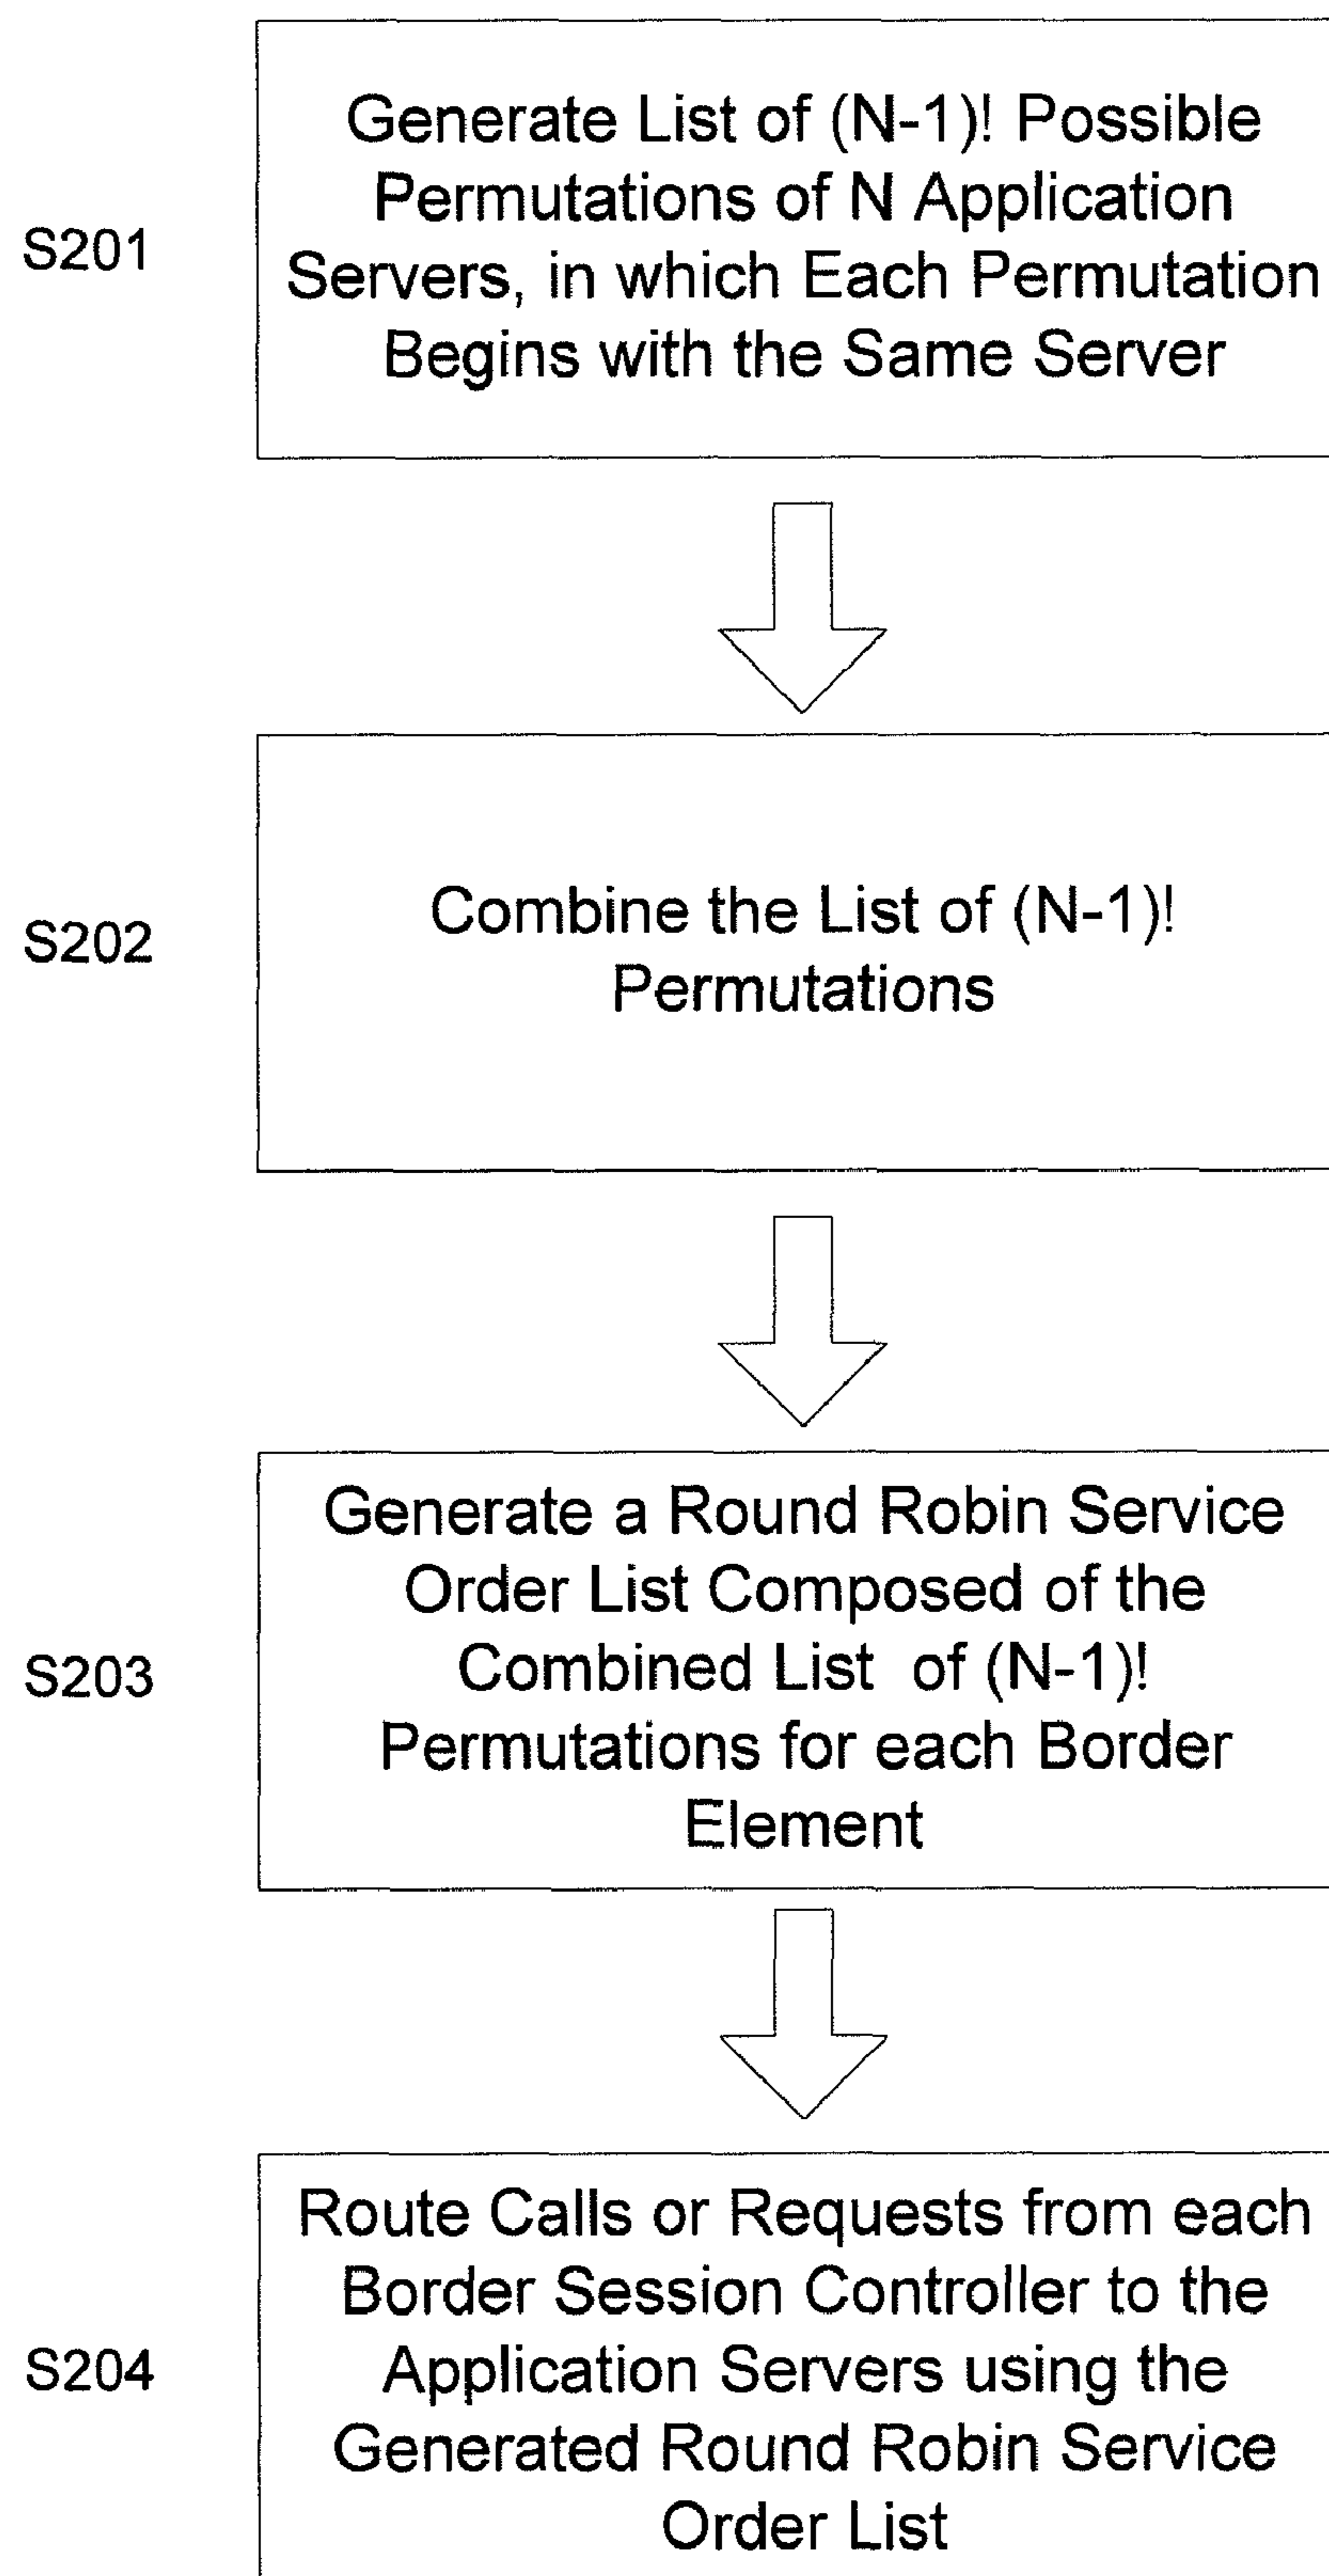 S201
Generate List of (N-1)! Possible
Permutations of N Application
Servers, in which Each Permutation
Begins with the Same Server
S202
Combine the List of (N-1)!
Permutations
S203
Generate a Round Robin Service
Order List Composed of the
Combined List of (N-1)!
Permutations for each Border
Element
S204
Route Calls or Requests from each
Border Session Controller to the
Application Servers using the
Generated Round Robin Service
Order List